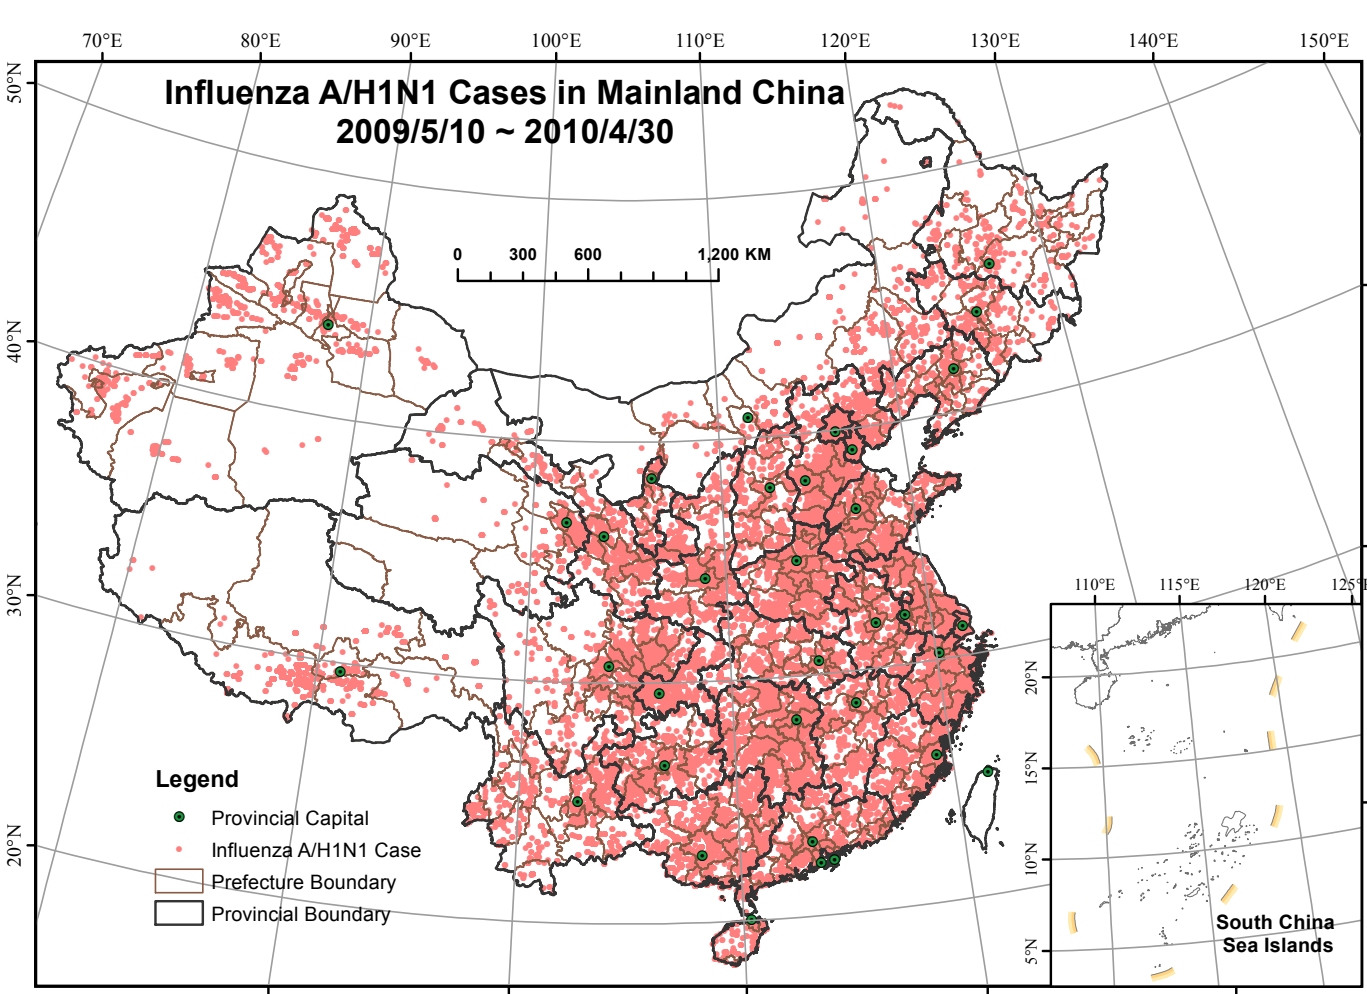 70°E 80°E 90°E 100°E 110°E 120°E 130°E 140°E 150°E
50°N
Influenza A/H1N1 Cases in Mainland China
2009/5/10 ~ 2010/4/30
0 300 600 1,200 KM
40°N
30°N
110°E 115°E 120°E 125°E
20°N
15°N
10°N
5°N
South China
Sea Islands
Legend
Provincial Capital
Influenza A/H1N1 Case
Prefecture Boundary
Provincial Boundary
20°N